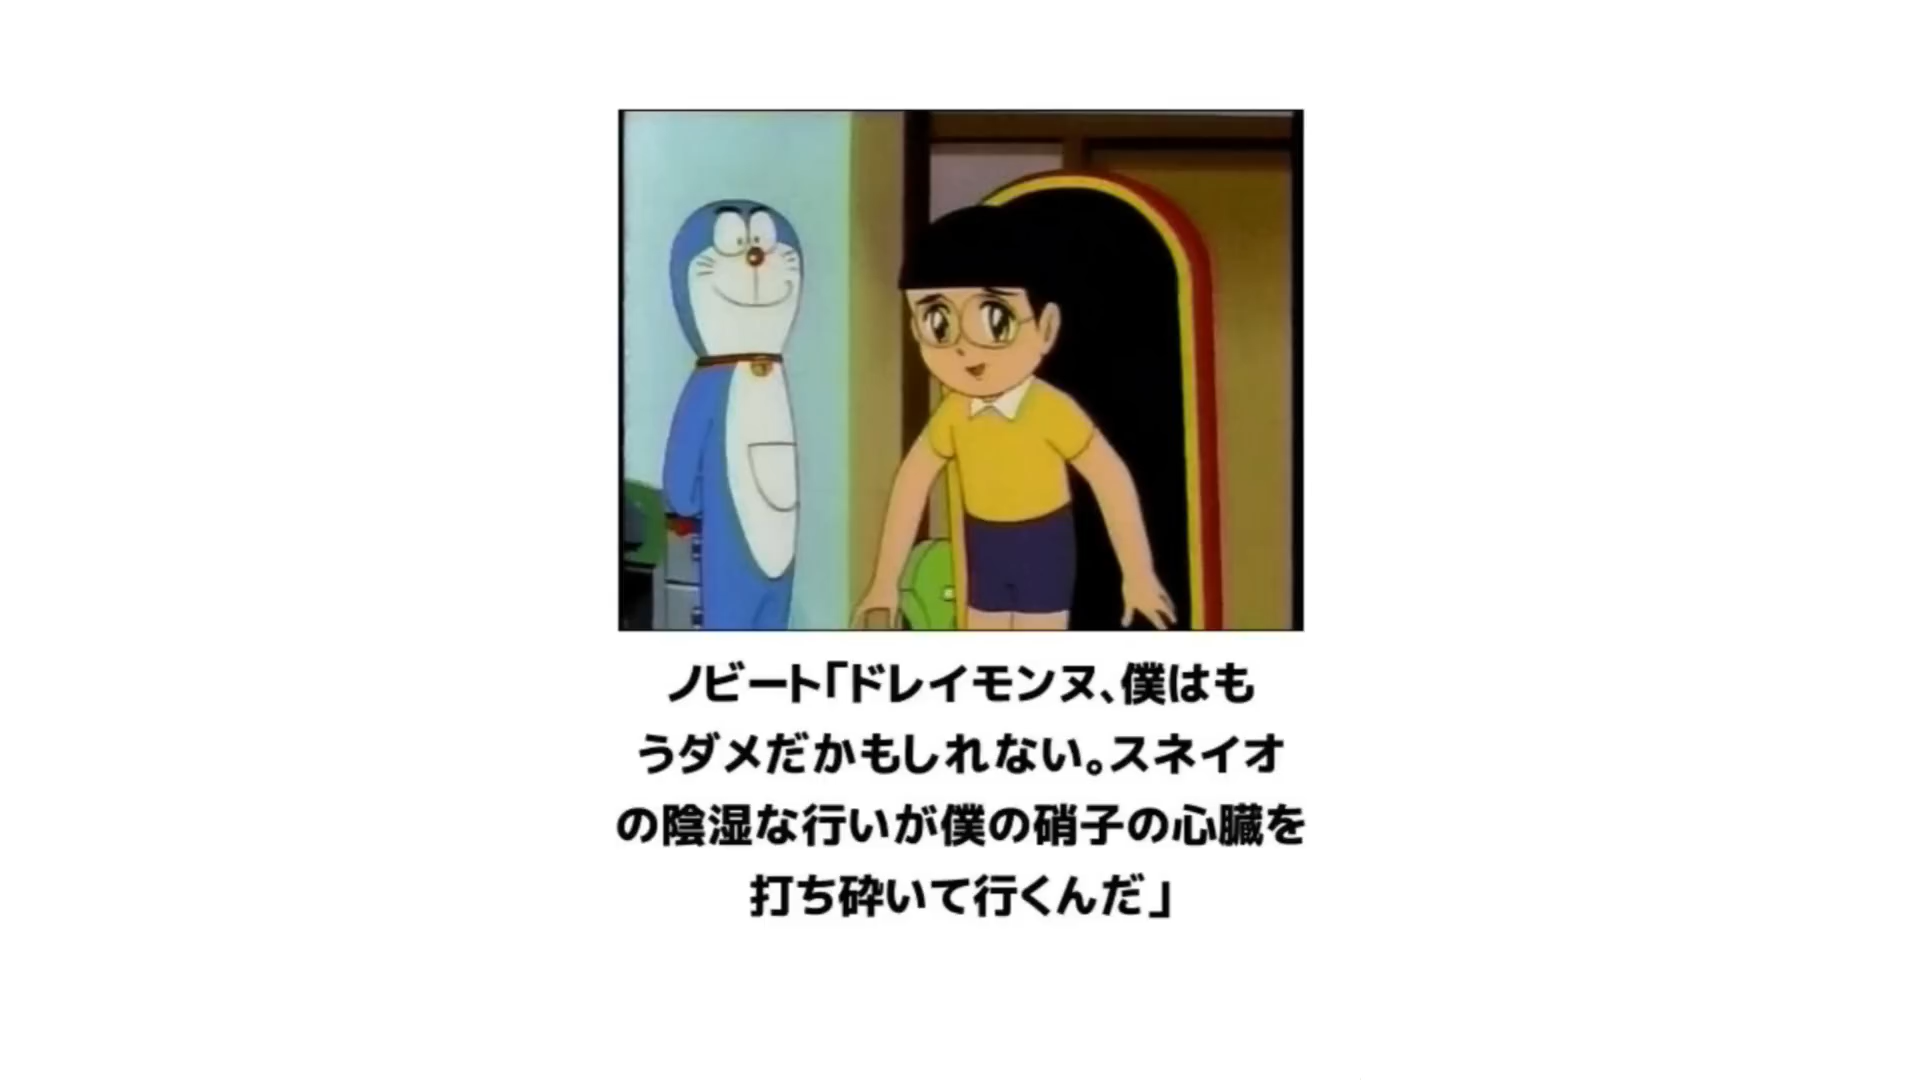 ノビート「ドレイモンヌ、僕はも
うダメだかもしれない。スネイオ
の陰湿な行いが僕の硝子の心臓を
打ち砕いて行くんだ」